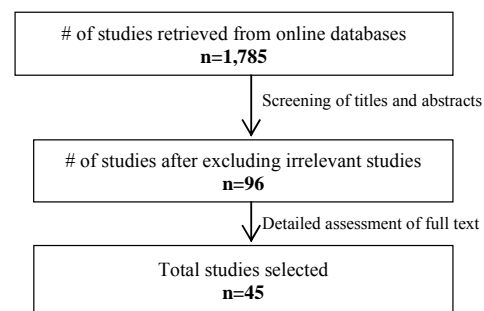 # of studies retrieved from online databases
n=1,785
Screening of titles and abstracts
# of studies after excluding irrelevant studies
n=96
Detailed assessment of full text
Total studies selected
n=45